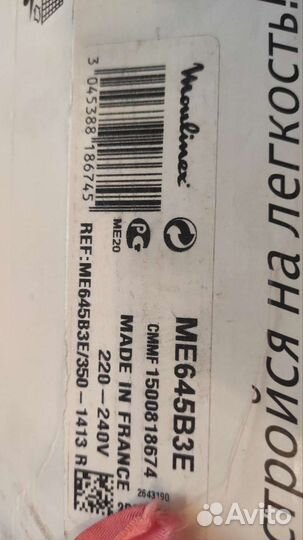 Moulinex
3 045388 186745
ME20
РС
ME645B3E
CMMF 1500818674
MADE IN FRANCE
220-240V
REF:ME645B3E/350-1413 R
2643190
стройся на легкость!
Avito